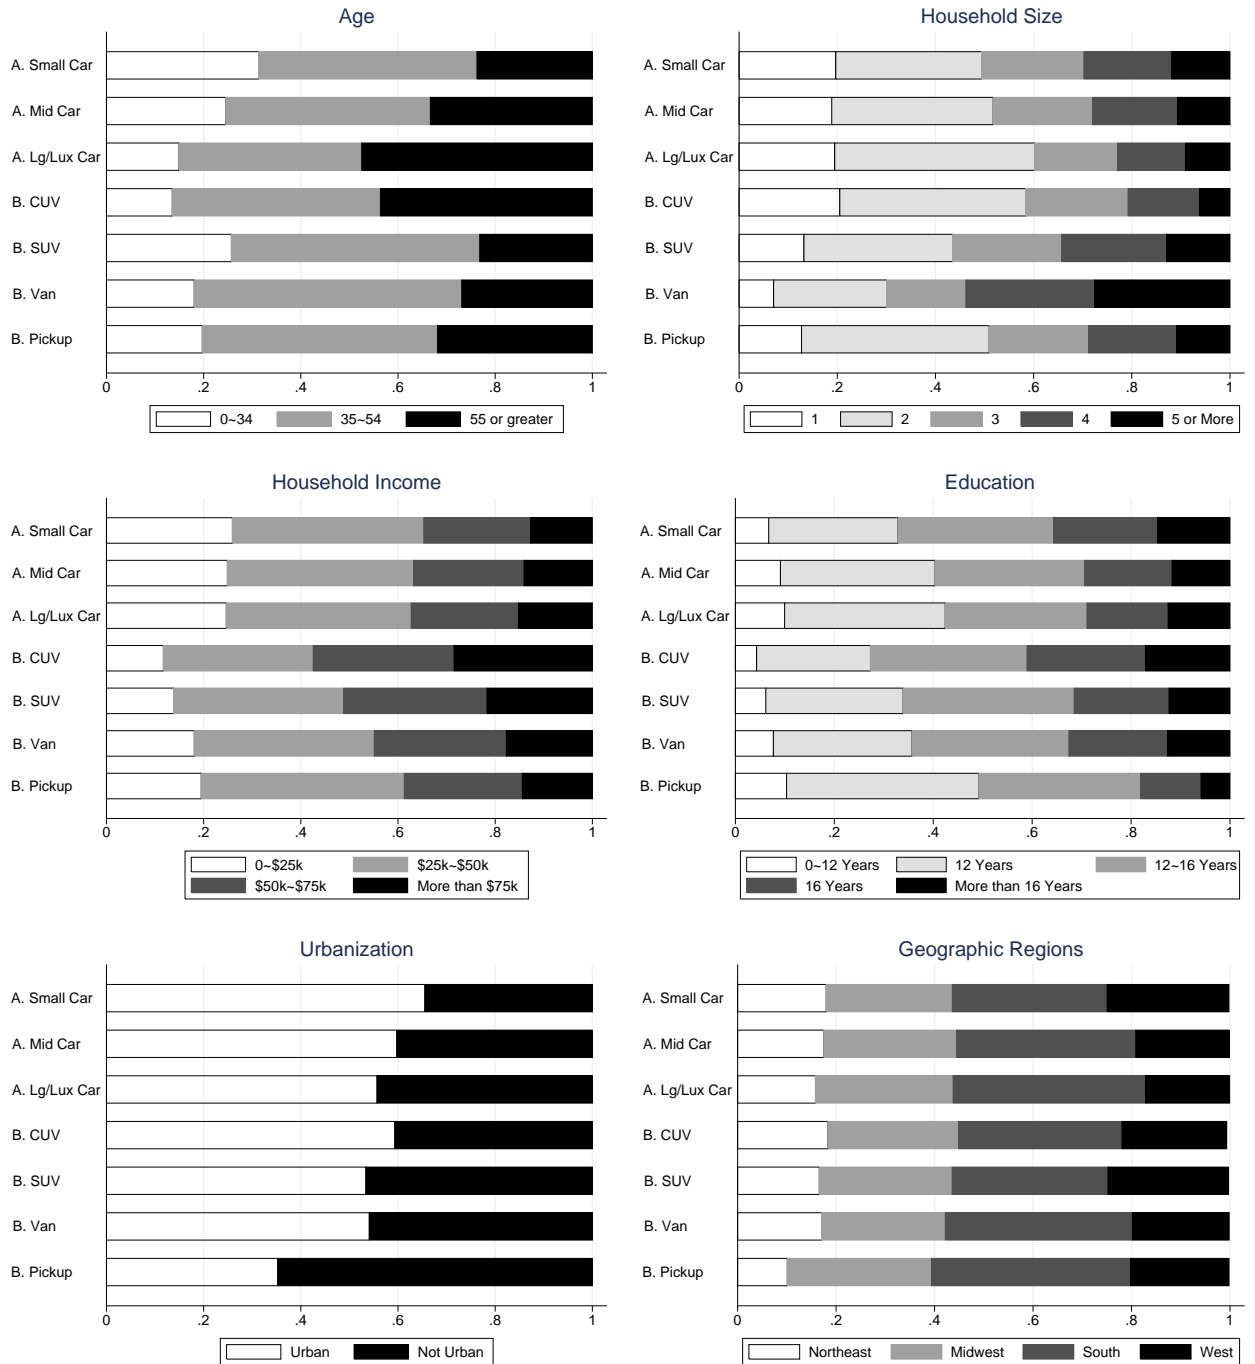 Age
A. Small Car
A. Mid Car
A. Lg/Lux Car
B. CUV
B. SUV
B. Van
B. Pickup
0 .2 .4 .6 .8 1
0~34 35~54 55 or greater
Household Size
A. Small Car
A. Mid Car
A. Lg/Lux Car
B. CUV
B. SUV
B. Van
B. Pickup
0 .2 .4 .6 .8 1
1 2 3 4 5 or More
Household Income
A. Small Car
A. Mid Car
A. Lg/Lux Car
B. CUV
B. SUV
B. Van
B. Pickup
0 .2 .4 .6 .8 1
0~$25k $25k~$50k
$50k~$75k More than $75k
Education
A. Small Car
A. Mid Car
A. Lg/Lux Car
B. CUV
B. SUV
B. Van
B. Pickup
0 .2 .4 .6 .8 1
0~12 Years 12 Years 12~16 Years
16 Years More than 16 Years
Urbanization
A. Small Car
A. Mid Car
A. Lg/Lux Car
B. CUV
B. SUV
B. Van
B. Pickup
0 .2 .4 .6 .8 1
Urban Not Urban
Geographic Regions
A. Small Car
A. Mid Car
A. Lg/Lux Car
B. CUV
B. SUV
B. Van
B. Pickup
0 .2 .4 .6 .8 1
Northeast Midwest South West